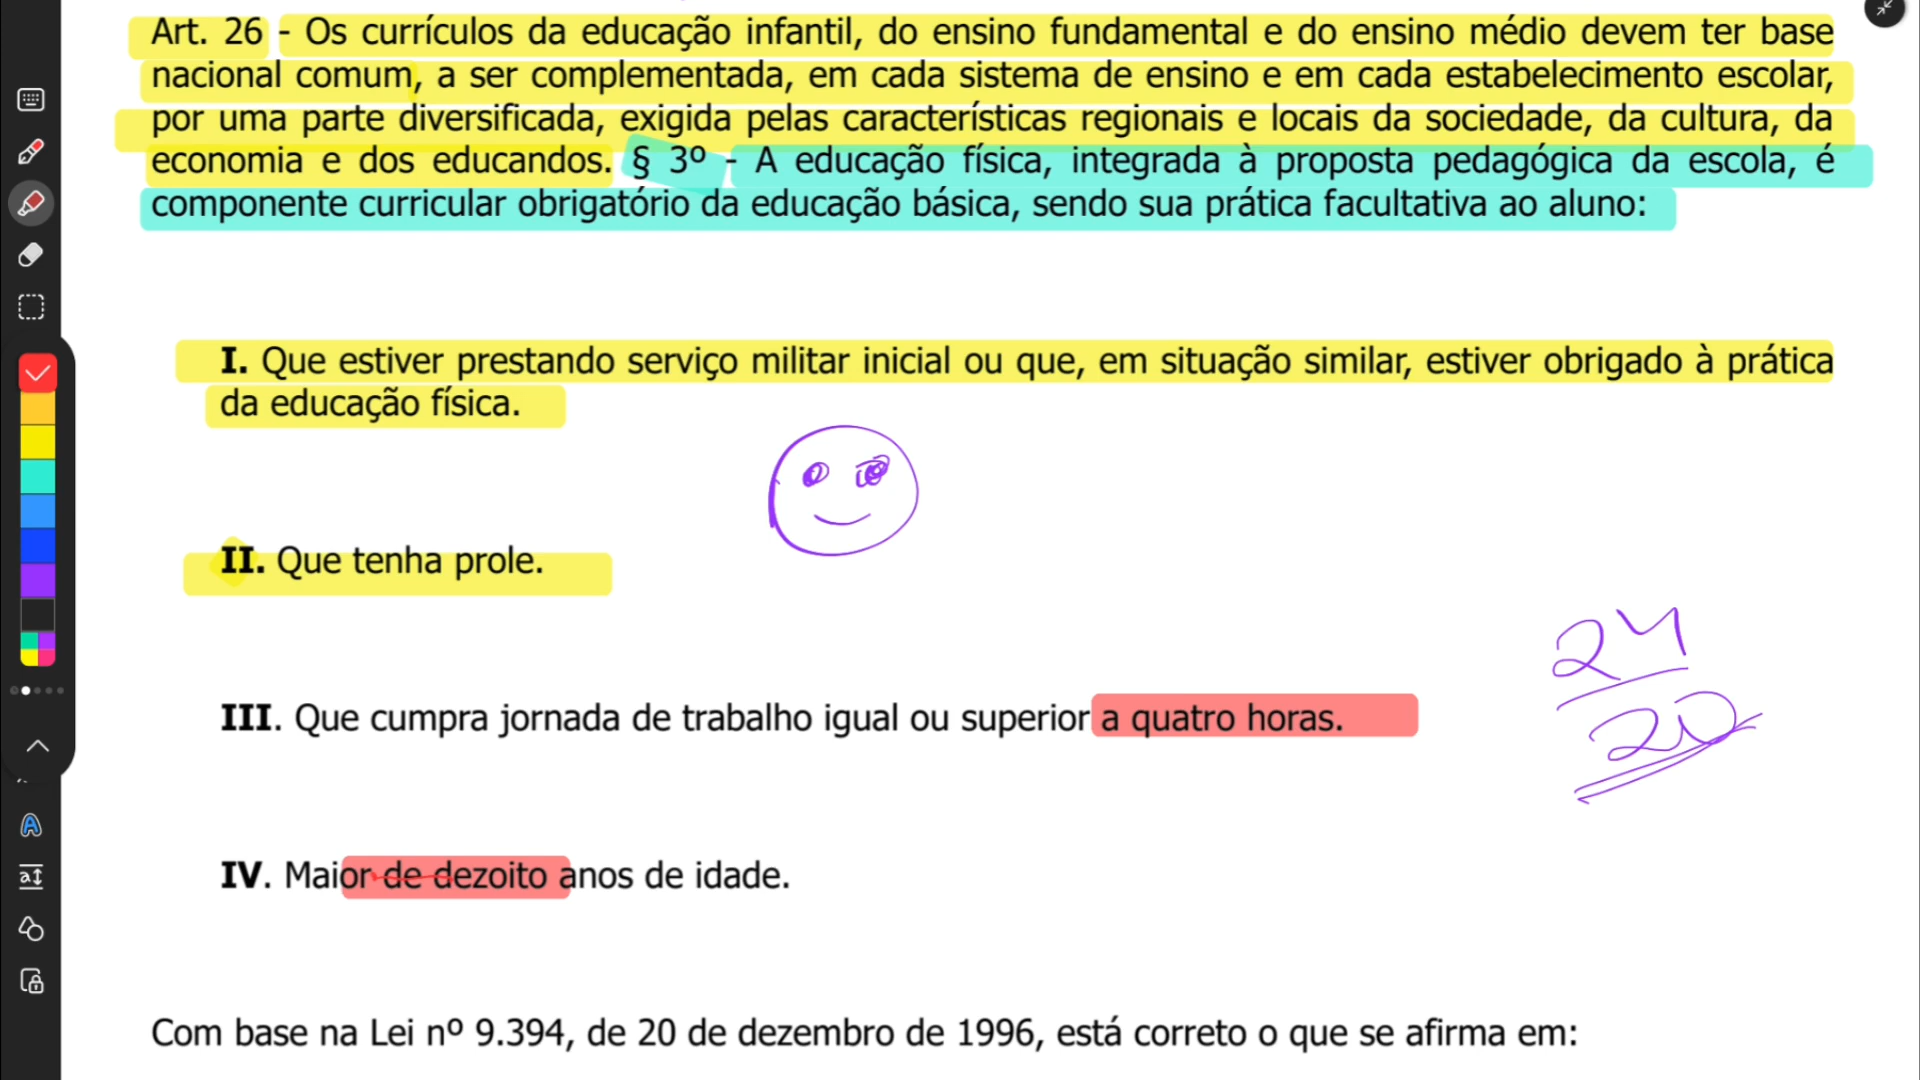 Art. 26 - Os currículos da educação infantil, do ensino fundamental e do ensino médio devem ter base
nacional comum, a ser complementada, em cada sistema de ensino e em cada estabelecimento escolar,
por uma parte diversificada, exigida pelas características regionais e locais da sociedade, da cultura, da
economia e dos educandos. § 3º - A educação física, integrada à proposta pedagógica da escola, é
componente curricular obrigatório da educação básica, sendo sua prática facultativa ao aluno:
I. Que estiver prestando serviço militar inicial ou que, em situação similar, estiver obrigado à prática
da educação física.
II. Que tenha prole.
24
20
III. Que cumpra jornada de trabalho igual ou superior a quatro horas.
IV. Maior de dezoito anos de idade.
Com base na Lei nº 9.394, de 20 de dezembro de 1996, está correto o que se afirma em: